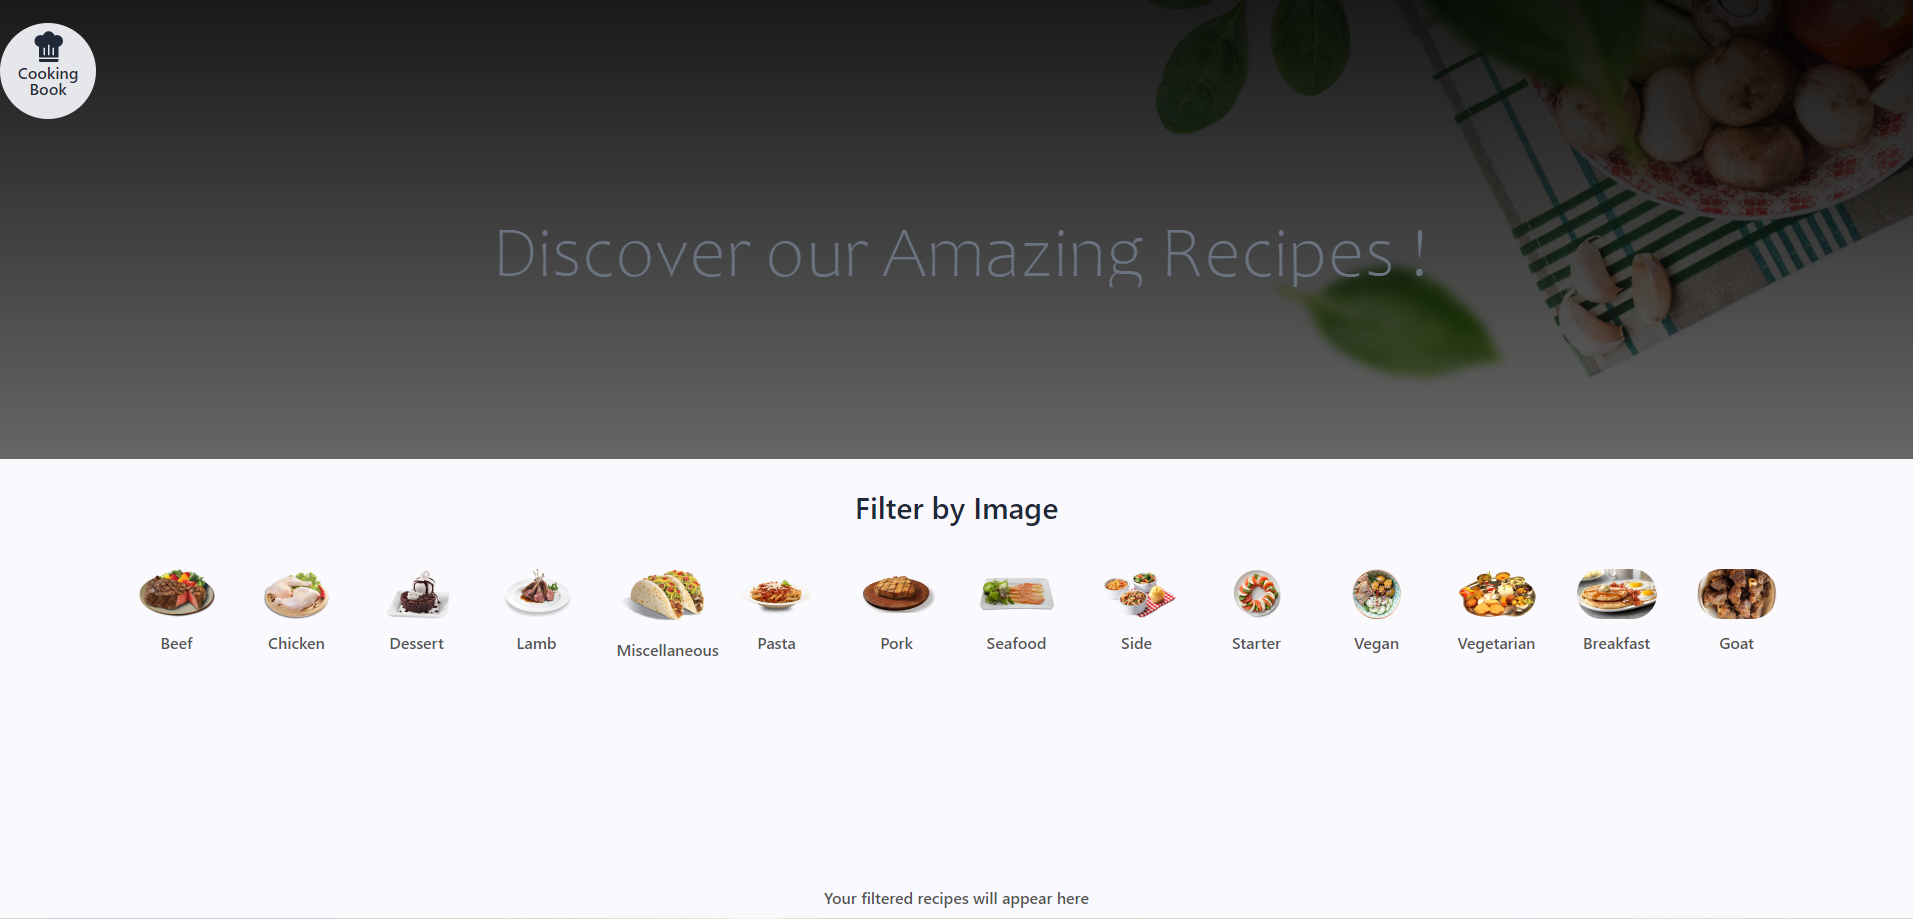 Cooking
Book
Discover our Amazing Recipes !
Filter by Image
Beef
Chicken
Dessert
Lamb
Miscellaneous
Pasta
Pork
Seafood
Side
Starter
Vegan
Vegetarian
Breakfast
Goat
Your filtered recipes will appear here